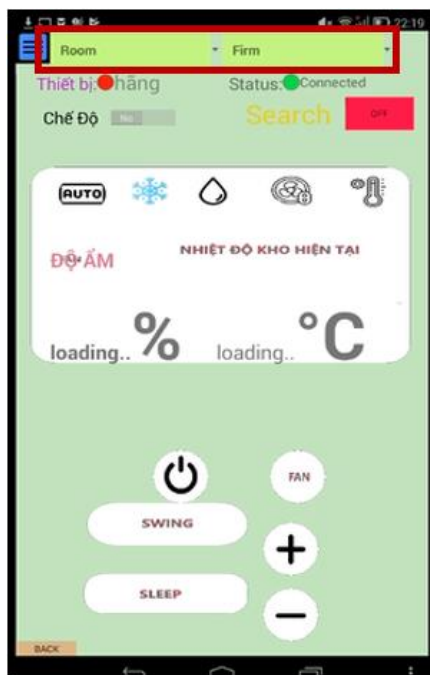 22:19
Room Firm
Thiết bị: hãng Status: Connected
Chế Độ No Search OFF
AUTO
NHIỆT ĐỘ KHO HIỆN TẠI
ĐỘ ẨM
% °C
loading.. loading..
FAN
SWING
SLEEP
BACK